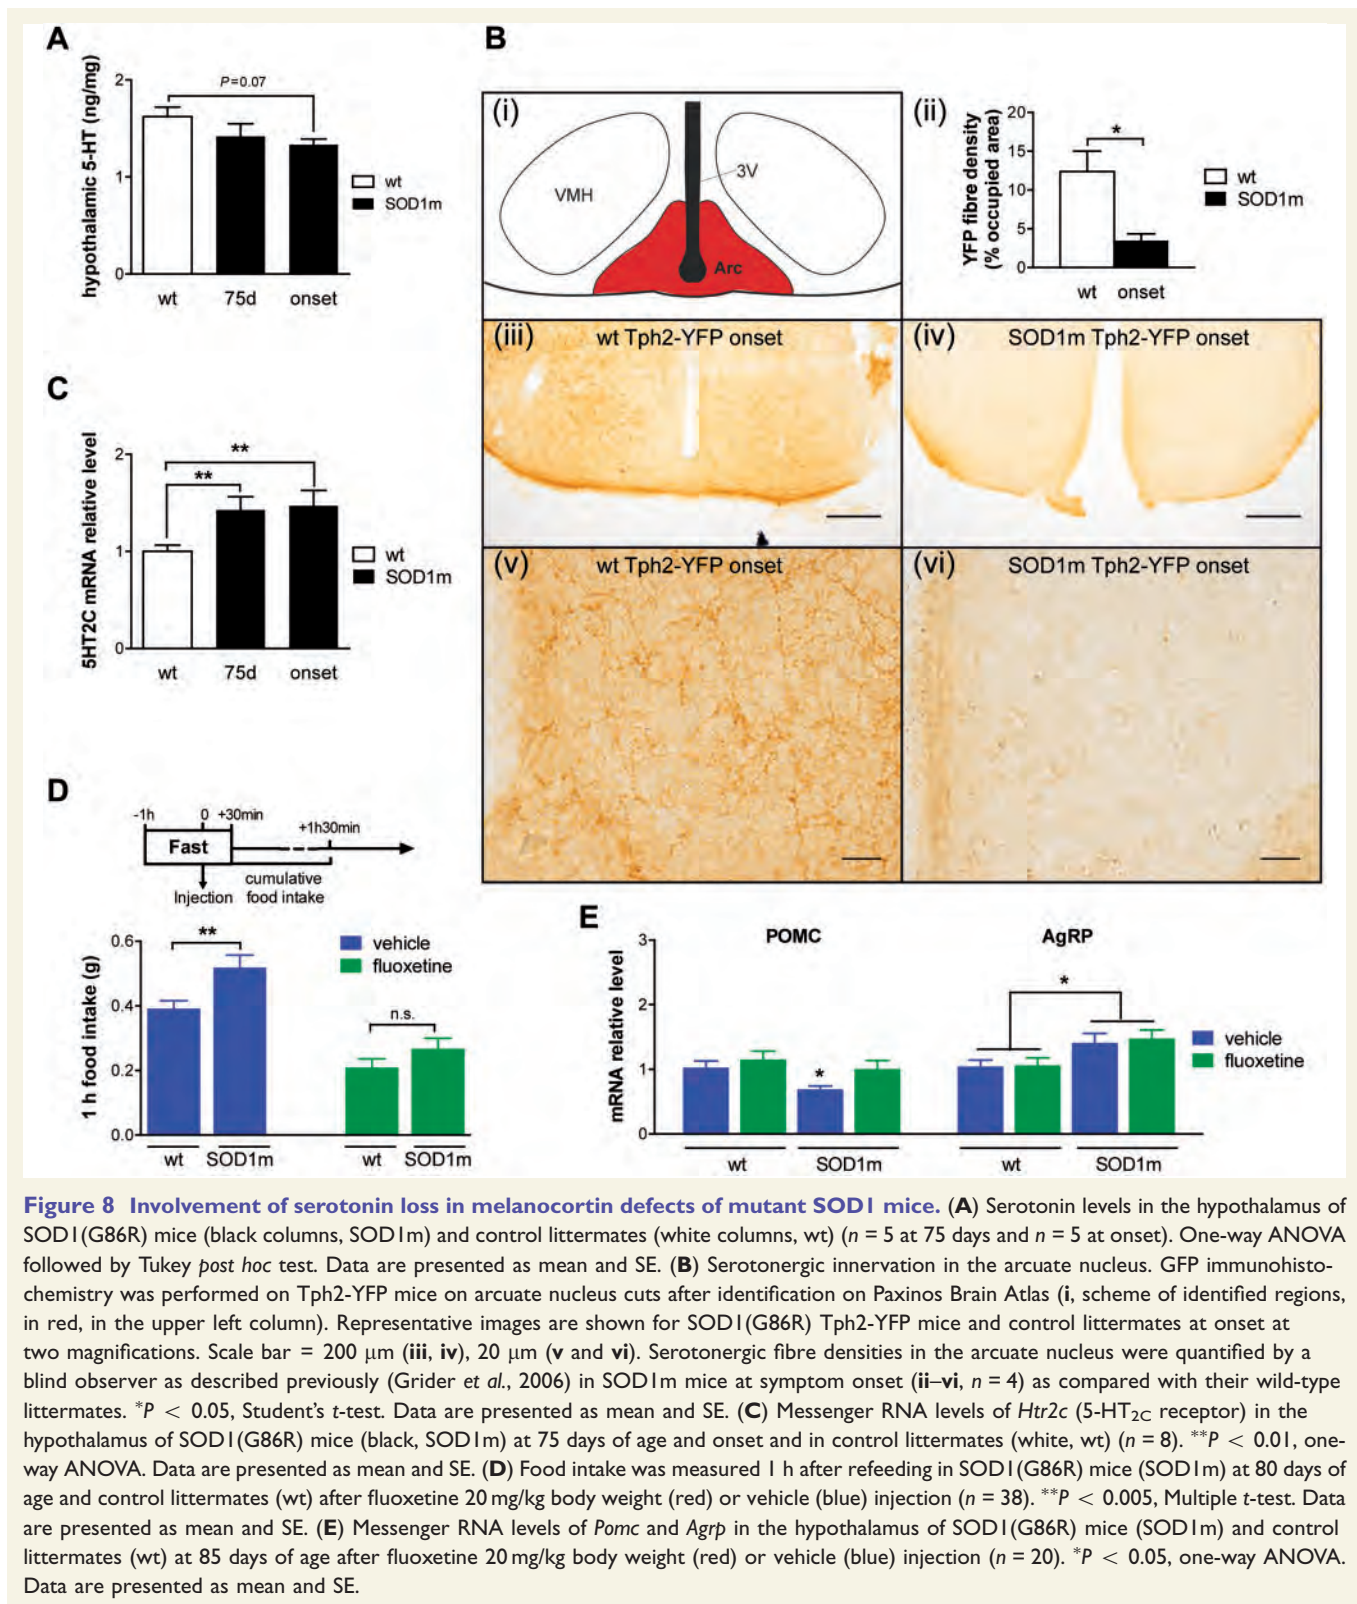 A
hypothalamic 5-HT (ng/mg)
2
1
0
P=0.07
wt
75d
onset
wt
SOD1m
B
(i)
VMH
3V
Arc
(ii)
YFP fibre density
(% occupied area)
20
15
10
5
0
*
wt
onset
wt
SOD1m
(iii)
wt Tph2-YFP onset
(iv)
SOD1m Tph2-YFP onset
(v)
wt Tph2-YFP onset
(vi)
SOD1m Tph2-YFP onset
C
5HT2C mRNA relative level
2
1
0
**
**
wt
75d
onset
wt
SOD1m
D
-1h
0
+30min
+1h30min
Fast
Injection
cumulative
food intake
1 h food intake (g)
0.6
0.4
0.2
0.0
**
n.s.
vehicle
fluoxetine
wt
SOD1m
wt
SOD1m
E
POMC
AgRP
mRNA relative level
3
2
1
0
*
*
vehicle
fluoxetine
wt
SOD1m
wt
SOD1m
Figure 8 Involvement of serotonin loss in melanocortin defects of mutant SOD1 mice. (A) Serotonin levels in the hypothalamus of
SOD1(G86R) mice (black columns, SOD1m) and control littermates (white columns, wt) (n = 5 at 75 days and n = 5 at onset). One-way ANOVA
followed by Tukey post hoc test. Data are presented as mean and SE. (B) Serotonergic innervation in the arcuate nucleus. GFP immunohisto-
chemistry was performed on Tph2-YFP mice on arcuate nucleus cuts after identification on Paxinos Brain Atlas (i, scheme of identified regions,
in red, in the upper left column). Representative images are shown for SOD1(G86R) Tph2-YFP mice and control littermates at onset at
two magnifications. Scale bar = 200 μm (iii, iv), 20 μm (v and vi). Serotonergic fibre densities in the arcuate nucleus were quantified by a
blind observer as described previously (Grider et al., 2006) in SOD1m mice at symptom onset (ii–vi, n = 4) as compared with their wild-type
littermates. *P < 0.05, Student's t-test. Data are presented as mean and SE. (C) Messenger RNA levels of Htr2c (5-HT2C receptor) in the
hypothalamus of SOD1(G86R) mice (black, SOD1m) at 75 days of age and onset and in control littermates (white, wt) (n = 8). **P < 0.01, one-
way ANOVA. Data are presented as mean and SE. (D) Food intake was measured 1 h after refeeding in SOD1(G86R) mice (SOD1m) at 80 days of
age and control littermates (wt) after fluoxetine 20 mg/kg body weight (red) or vehicle (blue) injection (n = 38). **P < 0.005, Multiple t-test. Data
are presented as mean and SE. (E) Messenger RNA levels of Pomc and Agrp in the hypothalamus of SOD1(G86R) mice (SOD1m) and control
littermates (wt) at 85 days of age after fluoxetine 20 mg/kg body weight (red) or vehicle (blue) injection (n = 20). *P < 0.05, one-way ANOVA.
Data are presented as mean and SE.